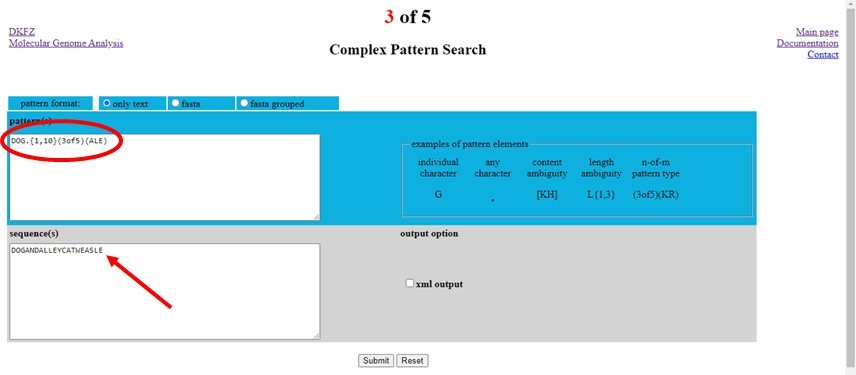 3 of 5
DKFZ
Molecular Genome Analysis
Main page
Documentation
Contact
Complex Pattern Search
pattern format:
only text
fasta
fasta grouped
pattern(s)
DOG.{1,10}(3of5)(ALE)
examples of pattern elements
individual character
any character
content ambiguity
length ambiguity
n-of-m pattern type
G
.
[KH]
L{1,3}
(3of5)(KR)
sequence(s)
output option
DOGANDALLEYCATWEASLE
xml output
Submit
Reset